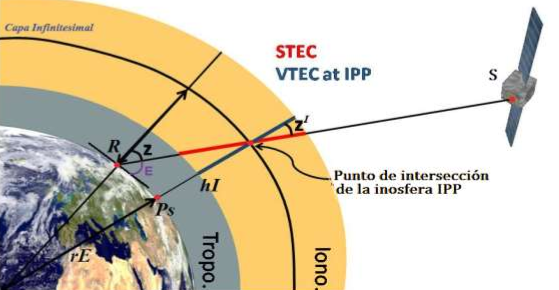 Capa Infinitesimal
STEC
VTEC at IPP
S
R
z
E
z^I
hI
Ps
rE
Punto de intersección
de la inosfera IPP
Tropo.
Iono.